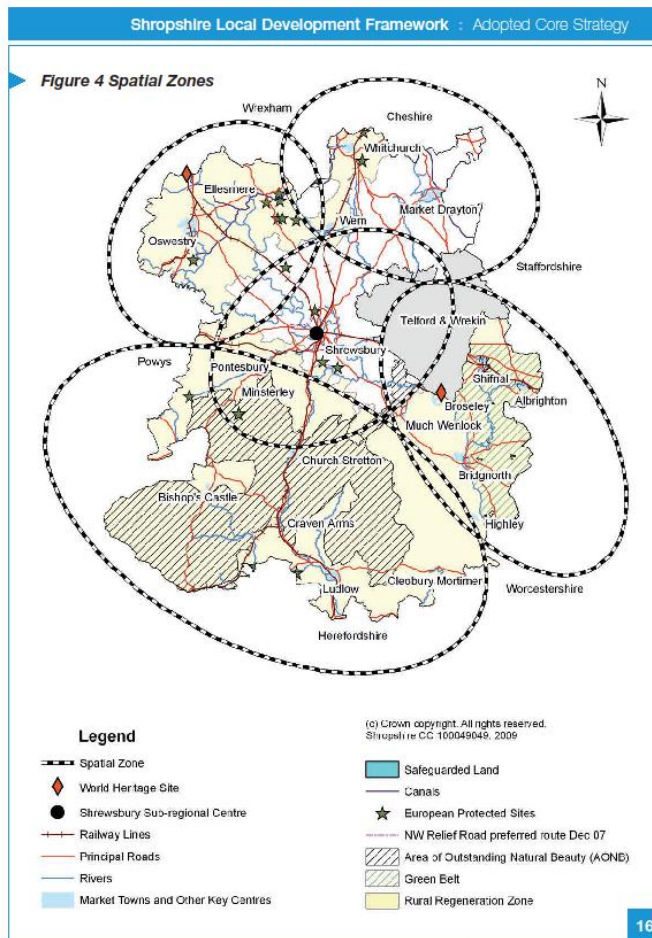 Shropshire Local Development Framework : Adopted Core Strategy
Figure 4 Spatial Zones
N
Wrexham
Cheshire
Whitchurch
Ellesmere
Wem
Market Drayton
Oswestry
Staffordshire
Telford & Wrekin
Shrewsbury
Powys
Pontesbury
Shifnal
Minsterley
Albrighton
Broseley
Much Wenlock
Church Stretton
Bridgnorth
Bishop's Castle
Craven Arms
Highley
Cleobury Mortimer
Worcestershire
Ludlow
Herefordshire
Legend
Spatial Zone
World Heritage Site
Shrewsbury Sub-regional Centre
Railway Lines
Principal Roads
Rivers
Market Towns and Other Key Centres
(c) Crown copyright. All rights reserved.
Shropshire CC 100049049, 2009
Safeguarded Land
Canals
European Protected Sites
NW Relief Road preferred route Dec 07
Area of Outstanding Natural Beauty (AONB)
Green Belt
Rural Regeneration Zone
16